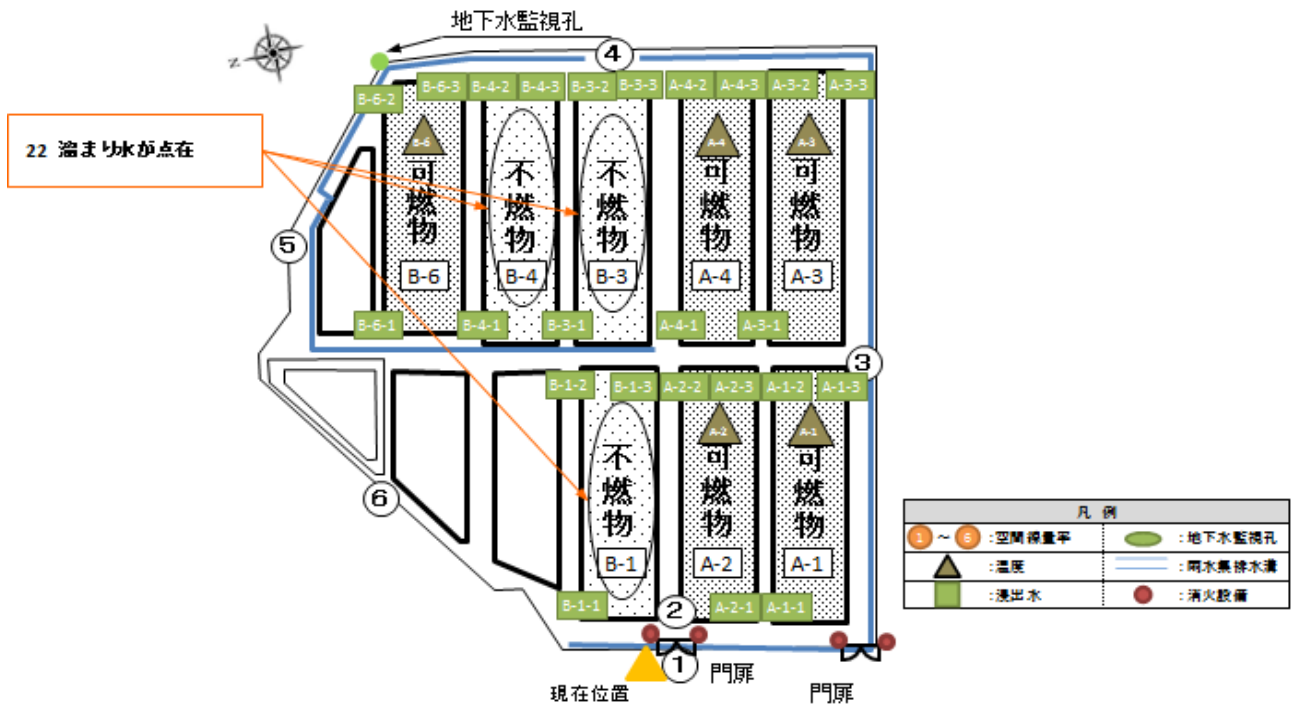 地下水監視孔
N
④
B-6-3 B-4-2 B-4-3 B-3-2 B-3-3 A-4-2 A-4-3 A-3-2 A-3-3
B-6-2
22 溜まり水が点在
B-6 A-4 A-3
可燃物 不燃物 不燃物 可燃物 可燃物
⑤
B-6 B-4 B-3 A-4 A-3
B-6-1 B-4-1 B-3-1 A-4-1 A-3-1
③
B-1-2 B-1-3 A-2-2 A-2-3 A-1-2 A-1-3
A-2 A-1
不燃物 可燃物 可燃物
⑥
B-1 A-2 A-1
B-1-1 A-2-1 A-1-1
②
①
現在位置
門扉
門扉
凡 例
1 ~ 6 :空間線量率 :地下水監視孔
:温度 :雨水集排水溝
:浸出水 :消火設備